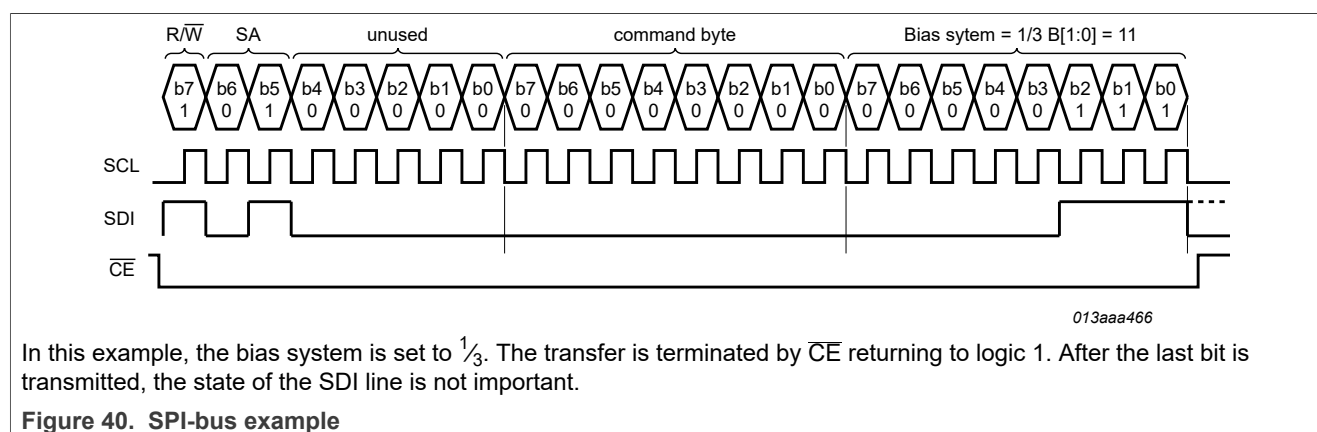 R/W SA unused command byte Bias sytem = 1/3 B[1:0] = 11
b7 b6 b5 b4 b3 b2 b1 b0 b7 b6 b5 b4 b3 b2 b1 b0 b7 b6 b5 b4 b3 b2 b1 b0
1 0 1 0 0 0 0 0 0 0 0 0 0 0 0 0 0 0 0 0 0 1 1 1
SCL
SDI
CE
013aaa466
In this example, the bias system is set to 1/3. The transfer is terminated by CE returning to logic 1. After the last bit is
transmitted, the state of the SDI line is not important.
Figure 40. SPI-bus example